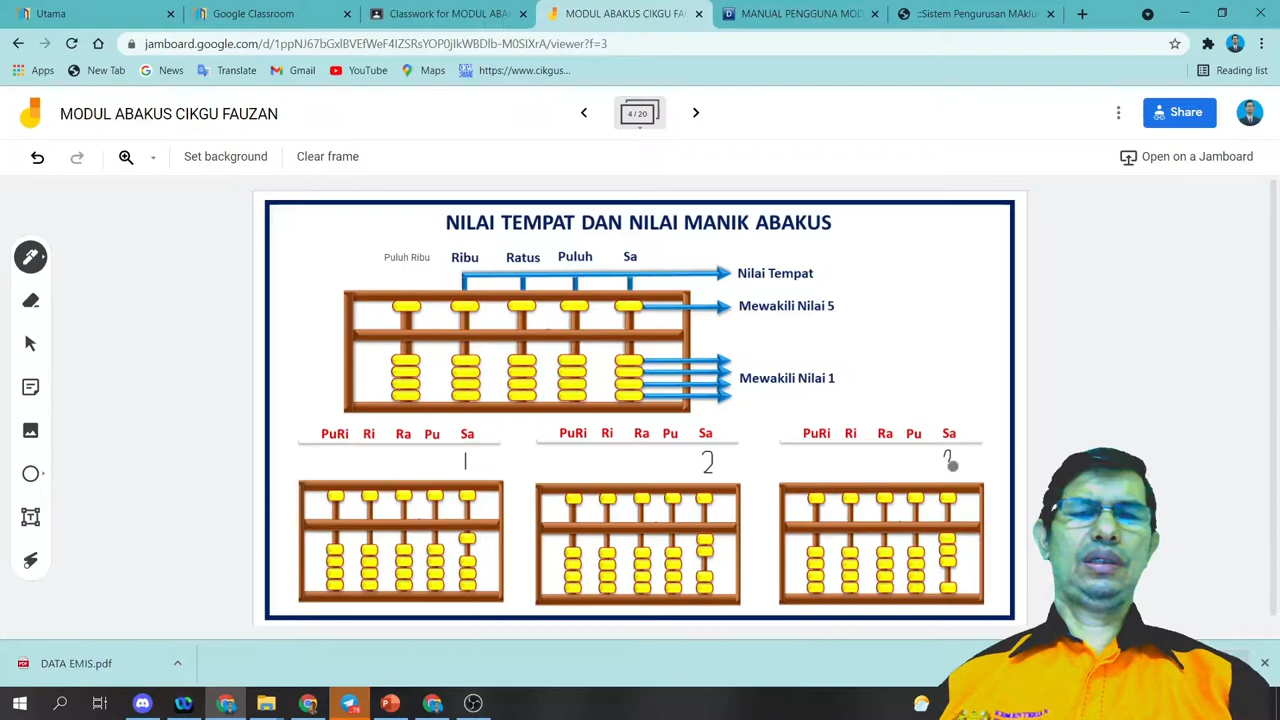 Utama
Google Classroom
Classwork for MODUL ABAKUS
MODUL ABAKUS CIKGU FAUZAN
MANUAL PENGGUNA MOD
::Sistem Pengurusan MAklu
jamboard.google.com/d/1ppNJ67bGxlBVEfWeF4IZSRsYOP0jIkWBDlb-M0SIXrA/viewer?f=3
Apps New Tab News Translate Gmail YouTube Maps https://www.cikgus... Reading list
MODUL ABAKUS CIKGU FAUZAN
4 / 20
Share
Set background Clear frame
Open on a Jamboard
NILAI TEMPAT DAN NILAI MANIK ABAKUS
Puluh Ribu Ribu Ratus Puluh Sa
Nilai Tempat
Mewakili Nilai 5
Mewakili Nilai 1
PuRi Ri Ra Pu Sa
1
PuRi Ri Ra Pu Sa
2
PuRi Ri Ra Pu Sa
DATA EMIS.pdf
78